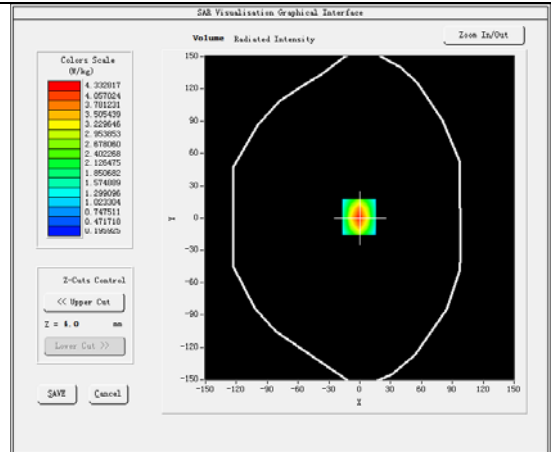 SAR Visualisation Graphical Interface
Volume Radiated Intensity
Zoom In/Out
Colors Scale
(W/kg)
4.332817
4.057024
3.781231
3.505439
3.229646
2.953853
2.678060
2.402268
2.126475
1.850682
1.574889
1.299096
1.023304
0.747511
0.471718
0.195925
Z-Cuts Control
<< Upper Cut
Z = 4.0 mm
Lower Cut >>
SAVE Cancel
150
120
90
60
30
Y 0
-30
-60
-90
-120
-150
-150 -120 -90 -60 -30 0 30 60 90 120 150
X